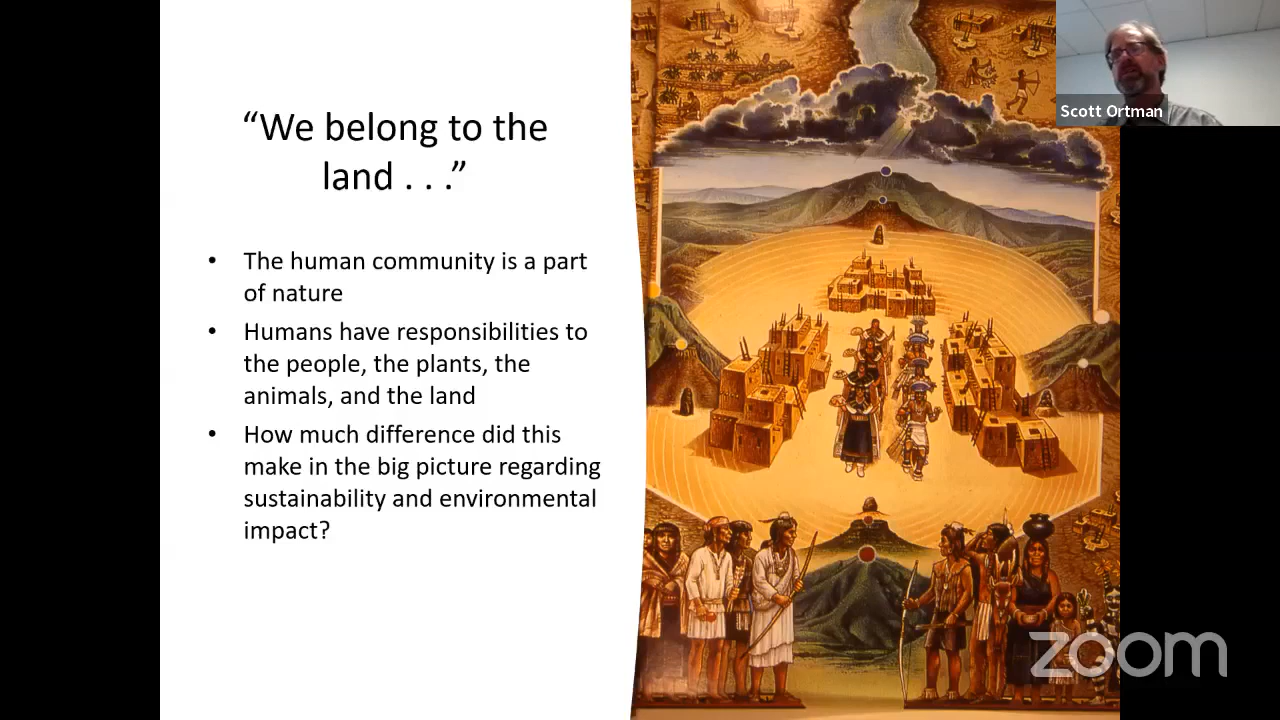 “We belong to the
land . . .”
• The human community is a part
of nature
• Humans have responsibilities to
the people, the plants, the
animals, and the land
• How much difference did this
make in the big picture regarding
sustainability and environmental
impact?
Scott Ortman
zoom